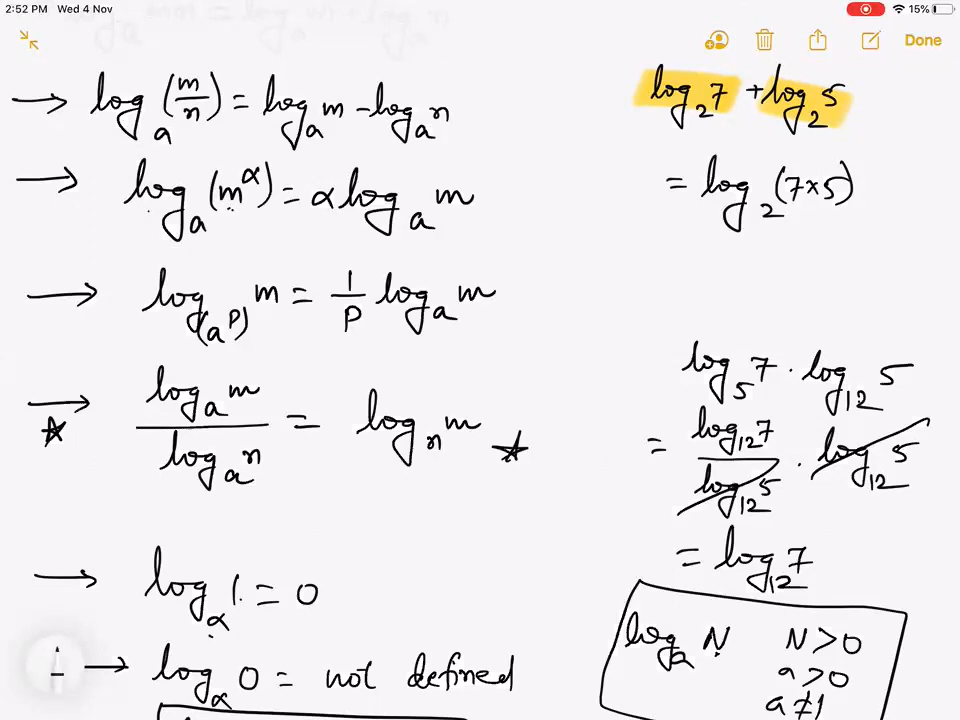 2:52 PM Wed 4 Nov
15%
Done
→ log_a (m/n) = log_a m - log_a n
→ log_a (m^α) = α log_a m
→ log_(a^p) m = 1/p log_a m
→ log_a m / log_a n = log_n m
→ log_α 1 = 0
→ log_α 0 = not defined
log_2 7 + log_2 5
= log_2 (7×5)
log_5 7 · log_12 5
= log_12 7 / log_12 5 · log_12 5
= log_12 7
log_a N N > 0
a > 0
a ≠ 1